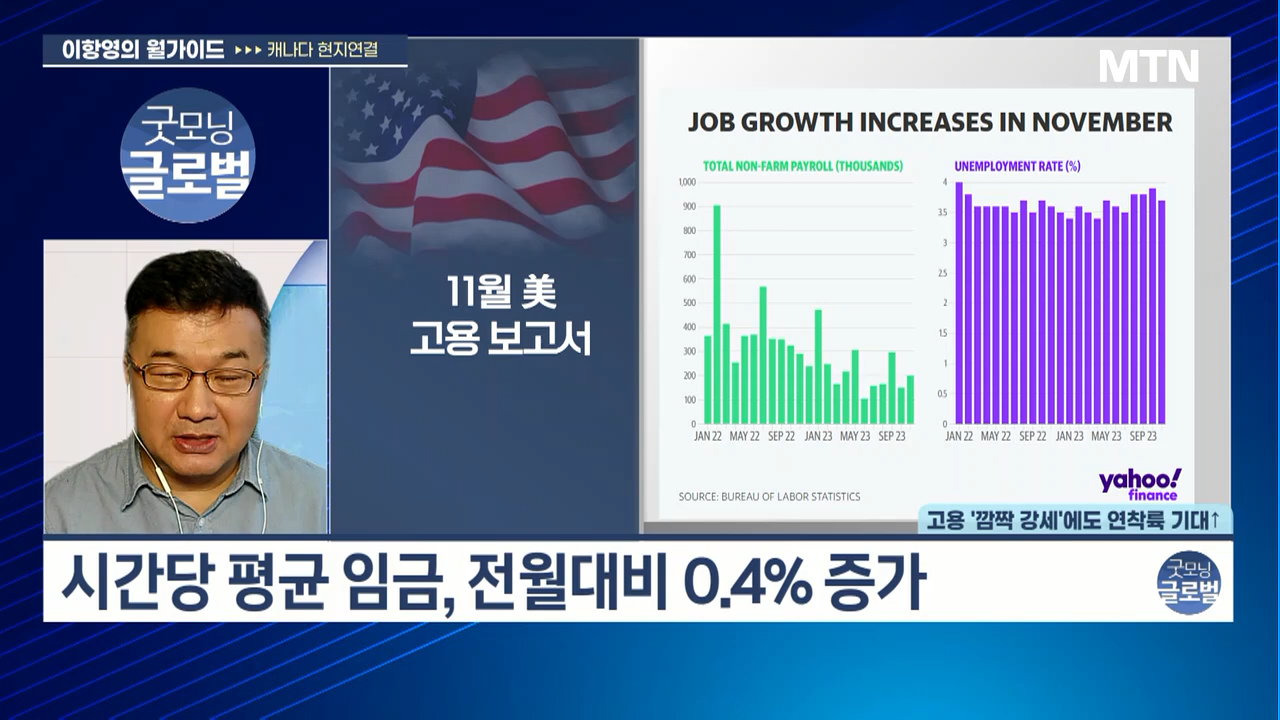 이항영의 월가이드 ▸▸▸ 캐나다 현지연결
MTN
굿모닝
글로벌
11월 美
고용 보고서
JOB GROWTH INCREASES IN NOVEMBER
TOTAL NON-FARM PAYROLL (THOUSANDS)
1,000
900
800
700
600
500
400
300
200
100
0
JAN 22 MAY 22 SEP 22 JAN 23 MAY 23 SEP 23
UNEMPLOYMENT RATE (%)
4
3.5
3
2.5
2
1.5
1
0.5
0
JAN 22 MAY 22 SEP 22 JAN 23 MAY 23 SEP 23
SOURCE: BUREAU OF LABOR STATISTICS
yahoo!
finance
고용 '깜짝 강세'에도 연착륙 기대↑
시간당 평균 임금, 전월대비 0.4% 증가
굿모닝
글로벌